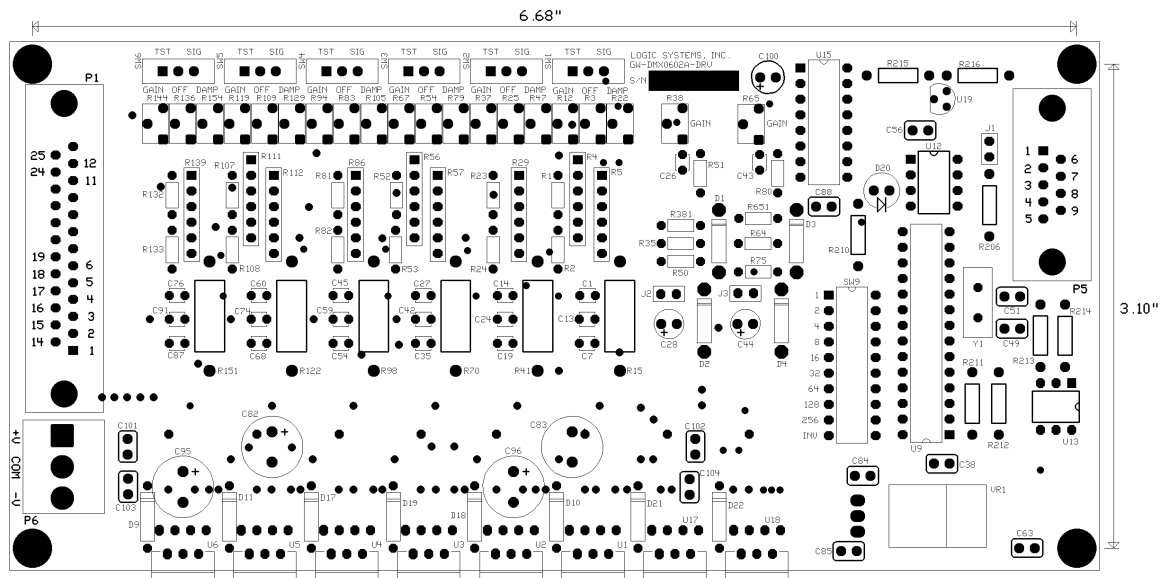 6.68"
TST SIG TST SIG TST SIG TST SIG TST SIG TST SIG
SW6 SW5 SW4 SW3 SW2 SW1
LOGIC SYSTEMS, INC.
GW-DMX0602A-DRV
S/N
C100
U15
R215 R216
U19
P1
GAIN OFF DAMP GAIN OFF DAMP GAIN OFF DAMP GAIN OFF DAMP GAIN OFF DAMP GAIN OFF DAMP
R144 R136 R154 R119 R109 R129 R94 R83 R105 R67 R54 R79 R37 R25 R47 R12 R3 R22
R38 R65
GAIN GAIN
C56
J1
U12
25
24
12
11
R139 R107 R111 R86 R56 R29 R4
R132 R112 R81 R52 R57 R23 R1 R5
C26 R51 C43 R80
D20
C88
1
2
3
4
5
6
7
8
9
R133 R82
D1 R651 D3
R381
R35 R64
R50 R75
R210
R206
R108 R53 R24 R2
19
18
17
16
15
14
6
5
4
3
2
1
C76 C60 C45 C27 C14 C1
C91 C74 C59 C42 C24 C13
C87 C68 C54 C35 C19 C7
J2 J3
C28 C44
D2 D4
SW9
1
2
4
8
16
32
64
128
256
INV
P5
C51
Y1
C49
R214
R213
R211
3.10"
R151 R122 R98 R70 R41 R15
C82 C83
+V COM -V
C101
C102
C95 C96
C104
C103
R212
U13
U9
C38
C84
VR1
P6
D9 D11 D17 D19 D18 D10 D21 D22
U6 U5 U4 U3 U2 U1 U17 U18
C85
C63